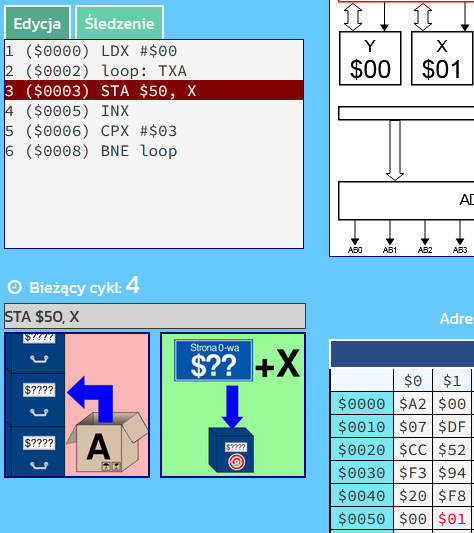 Edycja
Śledzenie
1 ($0000) LDX #$00
2 ($0002) loop: TXA
3 ($0003) STA $50, X
4 ($0005) INX
5 ($0006) CPX #$03
6 ($0008) BNE loop
Y
$00
X
$01
AD
AB0 AB1 AB2 AB3
Bieżący cykl: 4
STA $50, X
$????
$????
$????
A
Strona 0-wa
$??
+X
$????
Adre
$0 $1
$0000 $A2 $00
$0010 $07 $DF
$0020 $CC $52
$0030 $F3 $94
$0040 $20 $F8
$0050 $00 $01